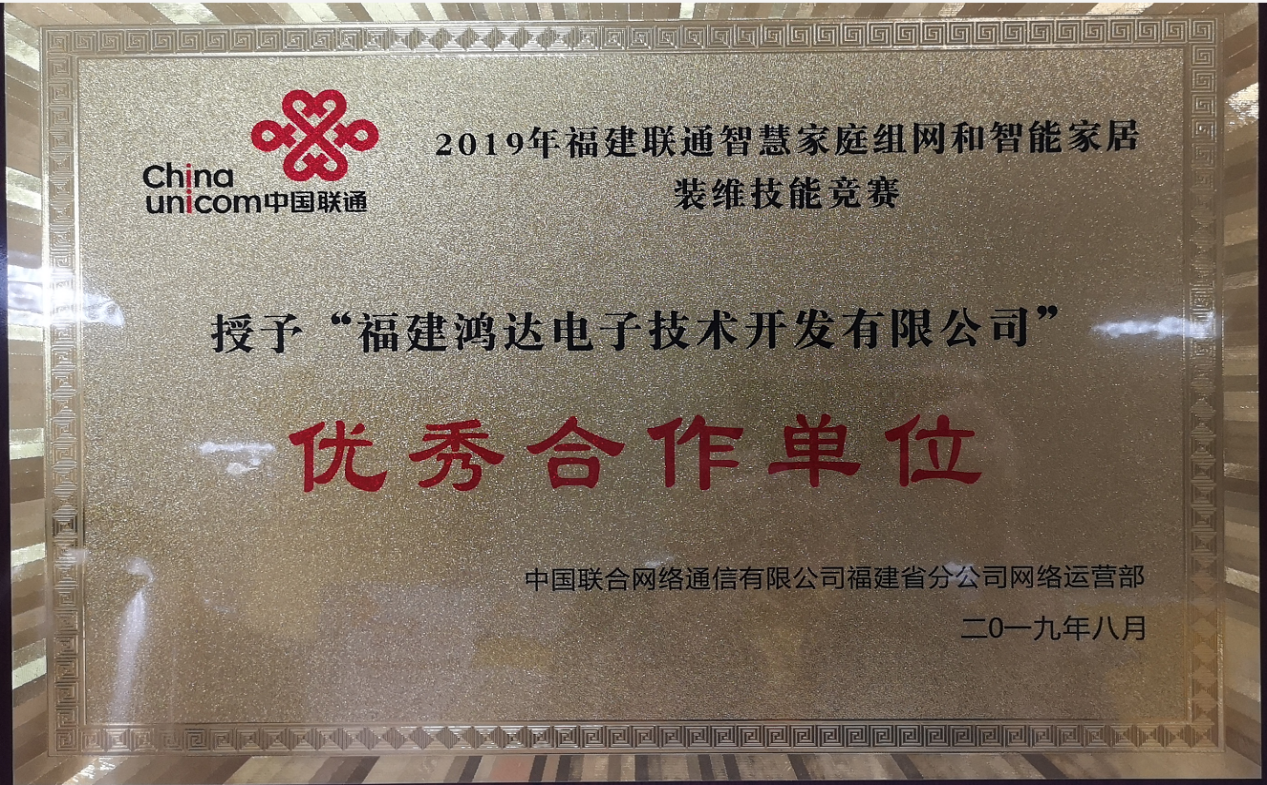 China
unicom中国联通
2019年福建联通智慧家庭组网和智能家居
装维技能竞赛
授予“福建鸿达电子技术开发有限公司”
优秀合作单位
中国联合网络通信有限公司福建省分公司网络运营部
二0一九年八月